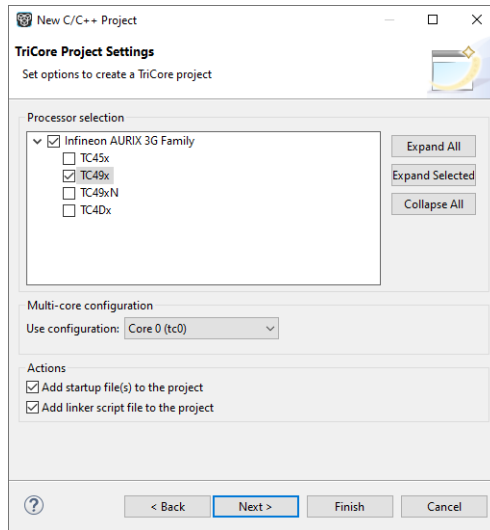 New C/C++ Project
TriCore Project Settings
Set options to create a TriCore project
Processor selection
Infineon AURIX 3G Family
TC45x
TC49x
TC49xN
TC4Dx
Expand All
Expand Selected
Collapse All
Multi-core configuration
Use configuration: Core 0 (tc0)
Actions
Add startup file(s) to the project
Add linker script file to the project
? < Back Next > Finish Cancel